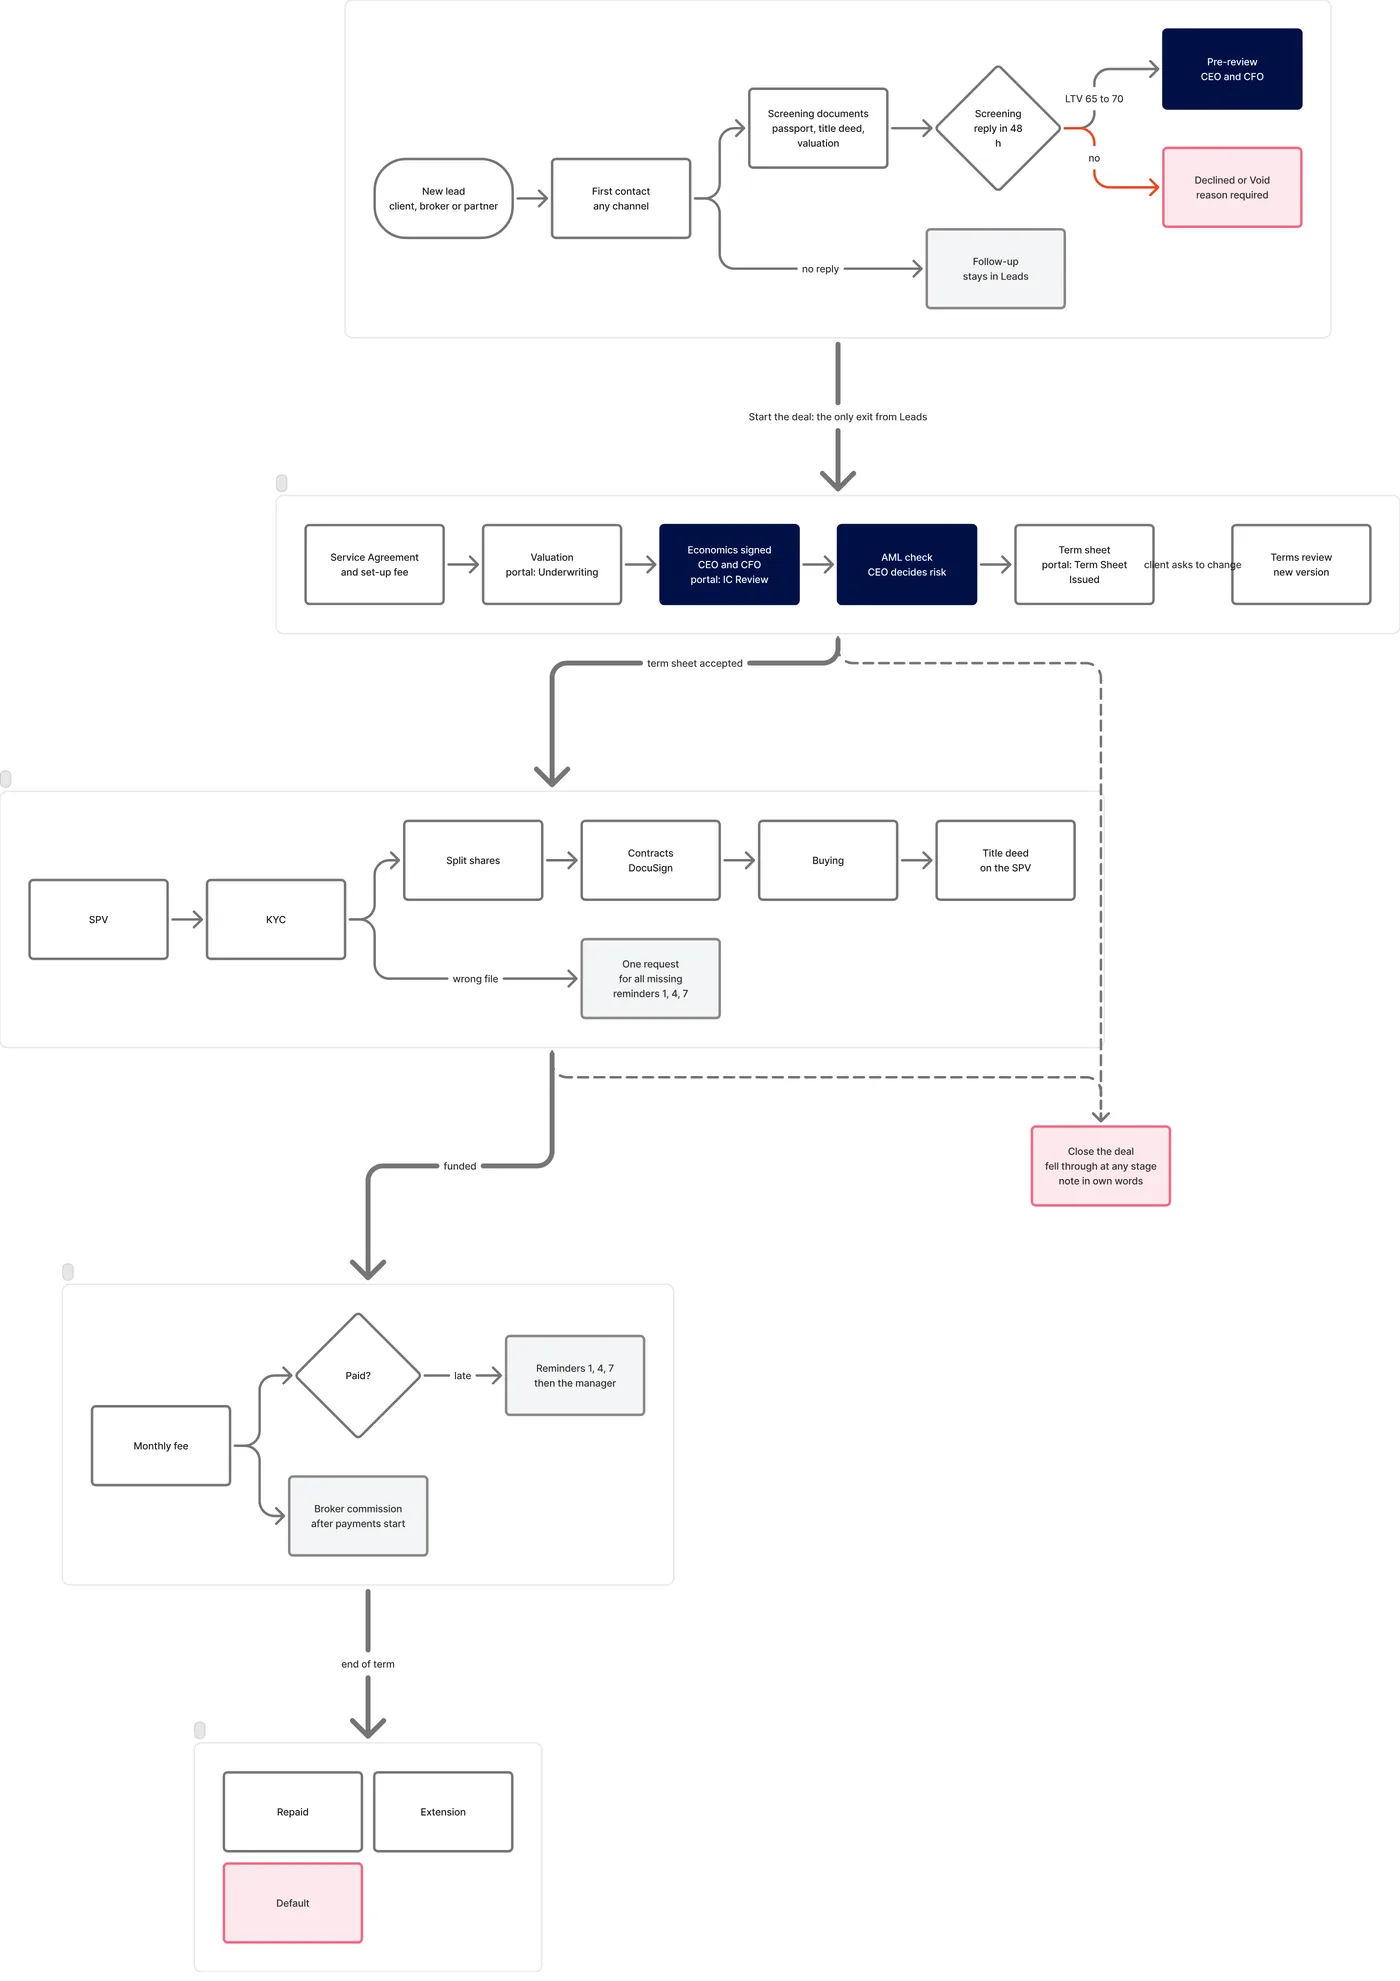 Pre-review
CEO and CFO
LTV 65 to 70
Screening documents
passport, title deed,
valuation
Screening
reply in 48
h
no
Declined or Void
reason required
New lead
client, broker or partner
First contact
any channel
no reply
Follow-up
stays in Leads
Start the deal: the only exit from Leads
Service Agreement
and set-up fee
Valuation
portal: Underwriting
Economics signed
CEO and CFO
portal: IC Review
AML check
CEO decides risk
Term sheet
portal: Term Sheet
Issued
client asks to change
Terms review
new version
term sheet accepted
SPV
KYC
Split shares
Contracts
DocuSign
Buying
Title deed
on the SPV
wrong file
One request
for all missing
reminders 1, 4, 7
funded
Close the deal
fell through at any stage
note in own words
Monthly fee
Paid?
late
Reminders 1, 4, 7
then the manager
Broker commission
after payments start
end of term
Repaid
Extension
Default